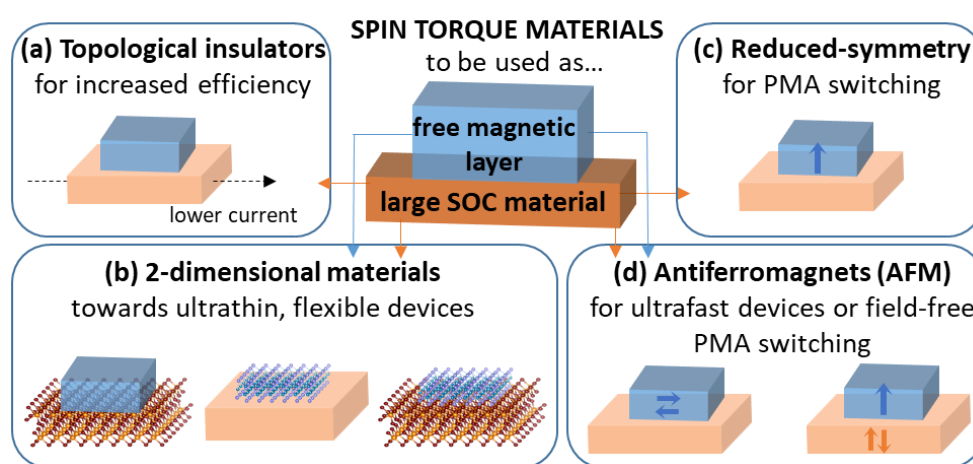 SPIN TORQUE MATERIALS
to be used as…
free magnetic
layer
large SOC material
(a) Topological insulators
for increased efficiency
lower current
(c) Reduced-symmetry
for PMA switching
(b) 2-dimensional materials
towards ultrathin, flexible devices
(d) Antiferromagnets (AFM)
for ultrafast devices or field-free
PMA switching